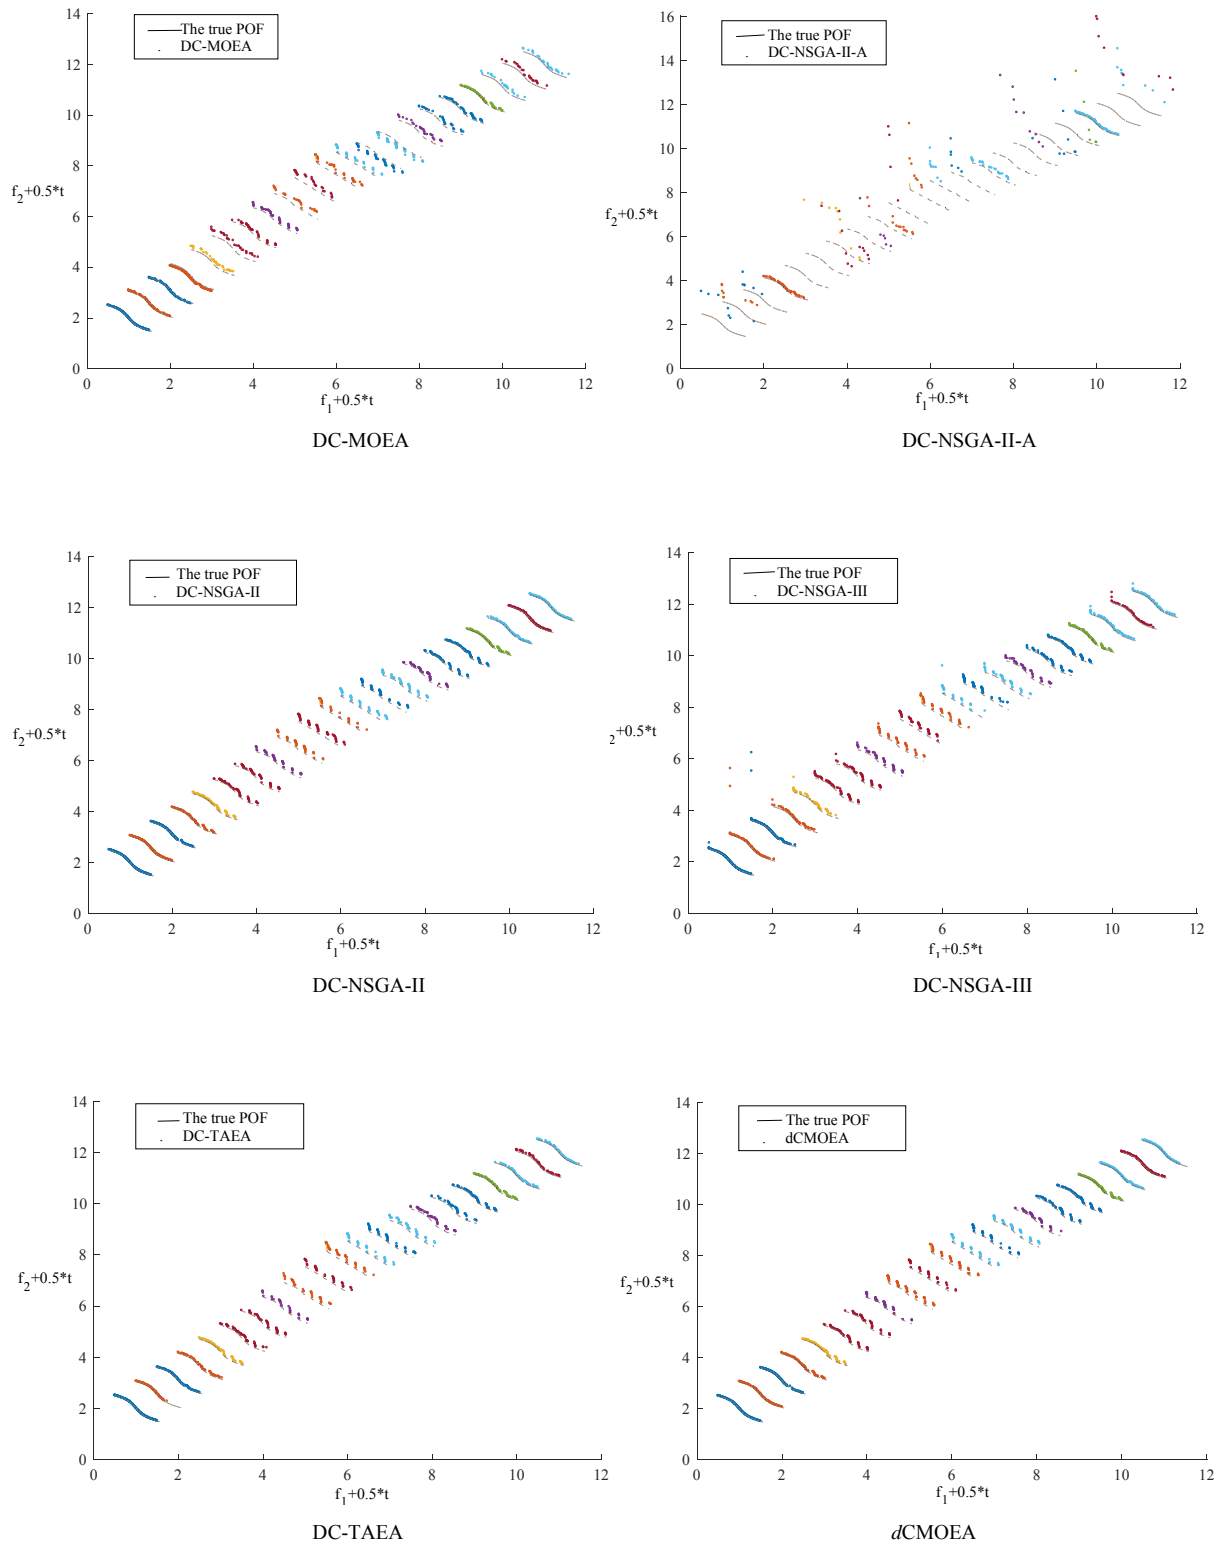 The true POF
DC-MOEA
14
12
10
8
6
4
2
0
f2+0.5*t
0 2 4 6 8 10 12
f1+0.5*t
DC-MOEA
The true POF
DC-NSGA-II-A
16
14
12
10
8
6
4
2
0
f2+0.5*t
0 2 4 6 8 10 12
f1+0.5*t
DC-NSGA-II-A
The true POF
DC-NSGA-II
14
12
10
8
6
4
2
0
f2+0.5*t
0 2 4 6 8 10 12
f1+0.5*t
DC-NSGA-II
The true POF
DC-NSGA-III
14
12
10
8
6
4
2
0
2+0.5*t
0 2 4 6 8 10 12
f1+0.5*t
DC-NSGA-III
The true POF
DC-TAEA
14
12
10
8
6
4
2
0
f2+0.5*t
0 2 4 6 8 10 12
f1+0.5*t
DC-TAEA
The true POF
dCMOEA
14
12
10
8
6
4
2
0
f2+0.5*t
0 2 4 6 8 10 12
f1+0.5*t
dCMOEA